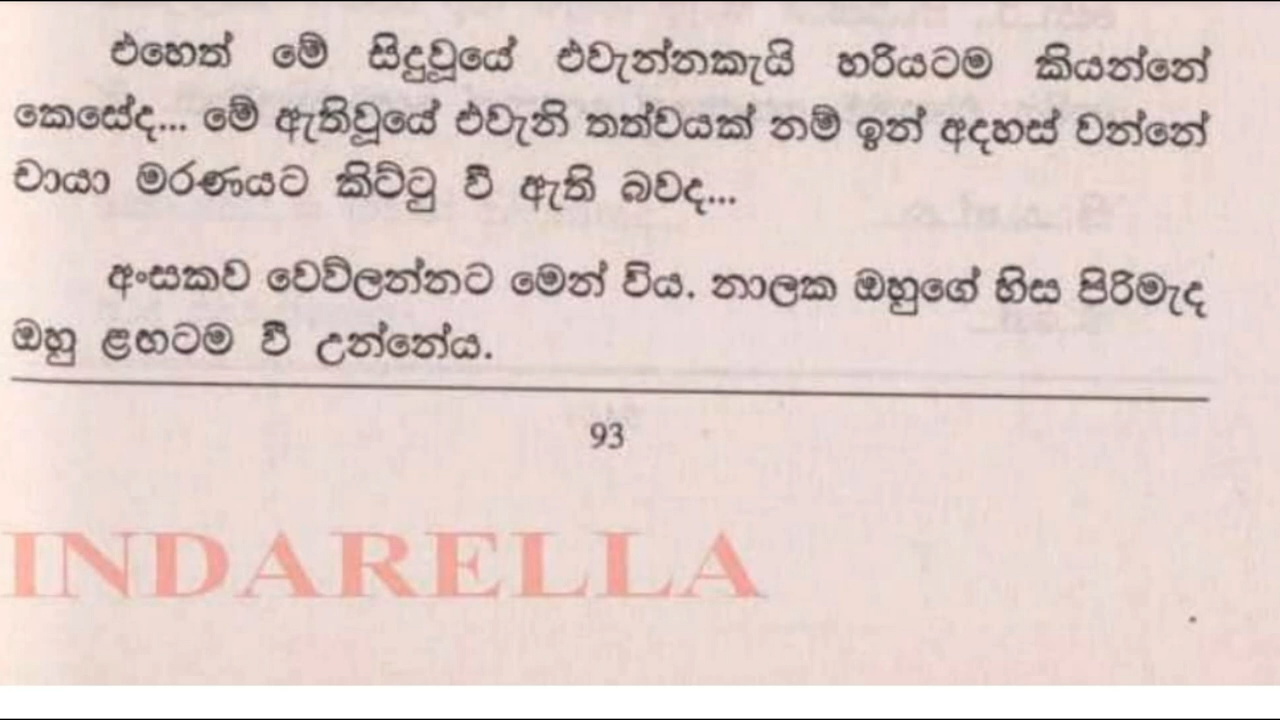 එහෙත් මේ සිදුවූයේ එවැන්නකැයි හරියටම කියන්නේ
කෙසේද... මේ ඇතිවූයේ එවැනි තත්වයක් නම් ඉන් අදහස් වන්නේ
චායා මරණයට කිට්ටු වී ඇති බවද...
අංසකව වෙව්ලන්නට මෙන් විය. නාලක ඔහුගේ හිස පිරිමැද
ඔහු ළඟටම වී උන්නේය.
93
INDARELLA